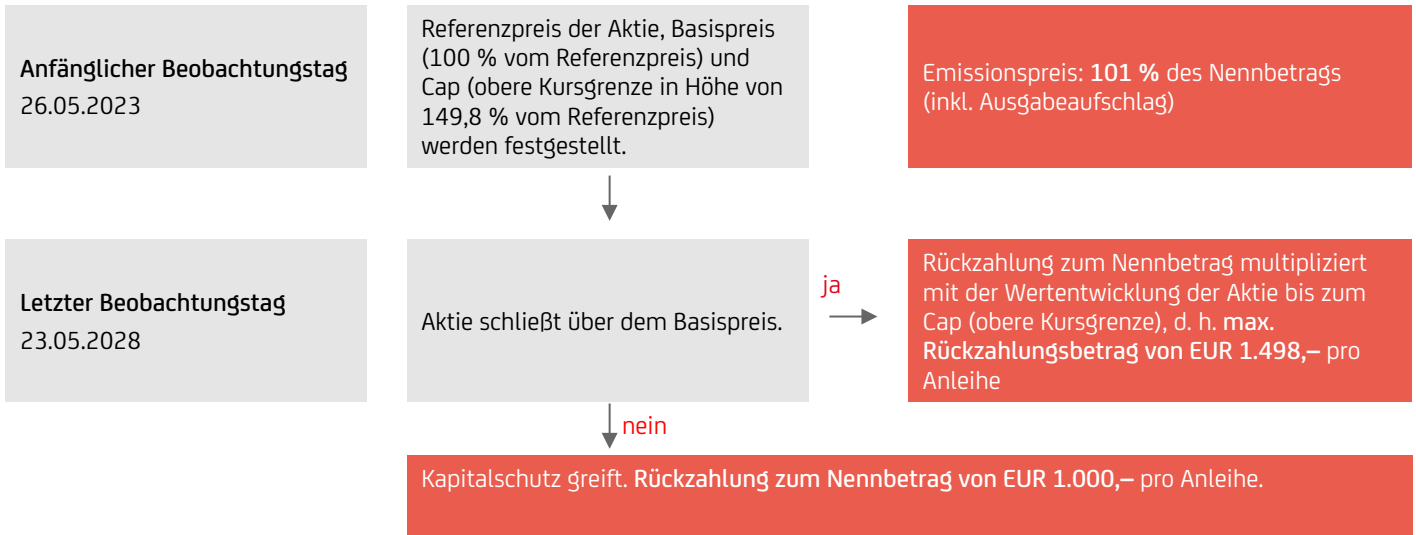 Anfänglicher Beobachtungstag
26.05.2023
Referenzpreis der Aktie, Basispreis
(100 % vom Referenzpreis) und
Cap (obere Kursgrenze in Höhe von
149,8 % vom Referenzpreis)
werden festgestellt.
Emissionspreis: 101 % des Nennbetrags
(inkl. Ausgabeaufschlag)
Letzter Beobachtungstag
23.05.2028
Aktie schließt über dem Basispreis.
ja
Rückzahlung zum Nennbetrag multipliziert
mit der Wertentwicklung der Aktie bis zum
Cap (obere Kursgrenze), d. h. max.
Rückzahlungsbetrag von EUR 1.498,– pro
Anleihe
nein
Kapitalschutz greift. Rückzahlung zum Nennbetrag von EUR 1.000,– pro Anleihe.